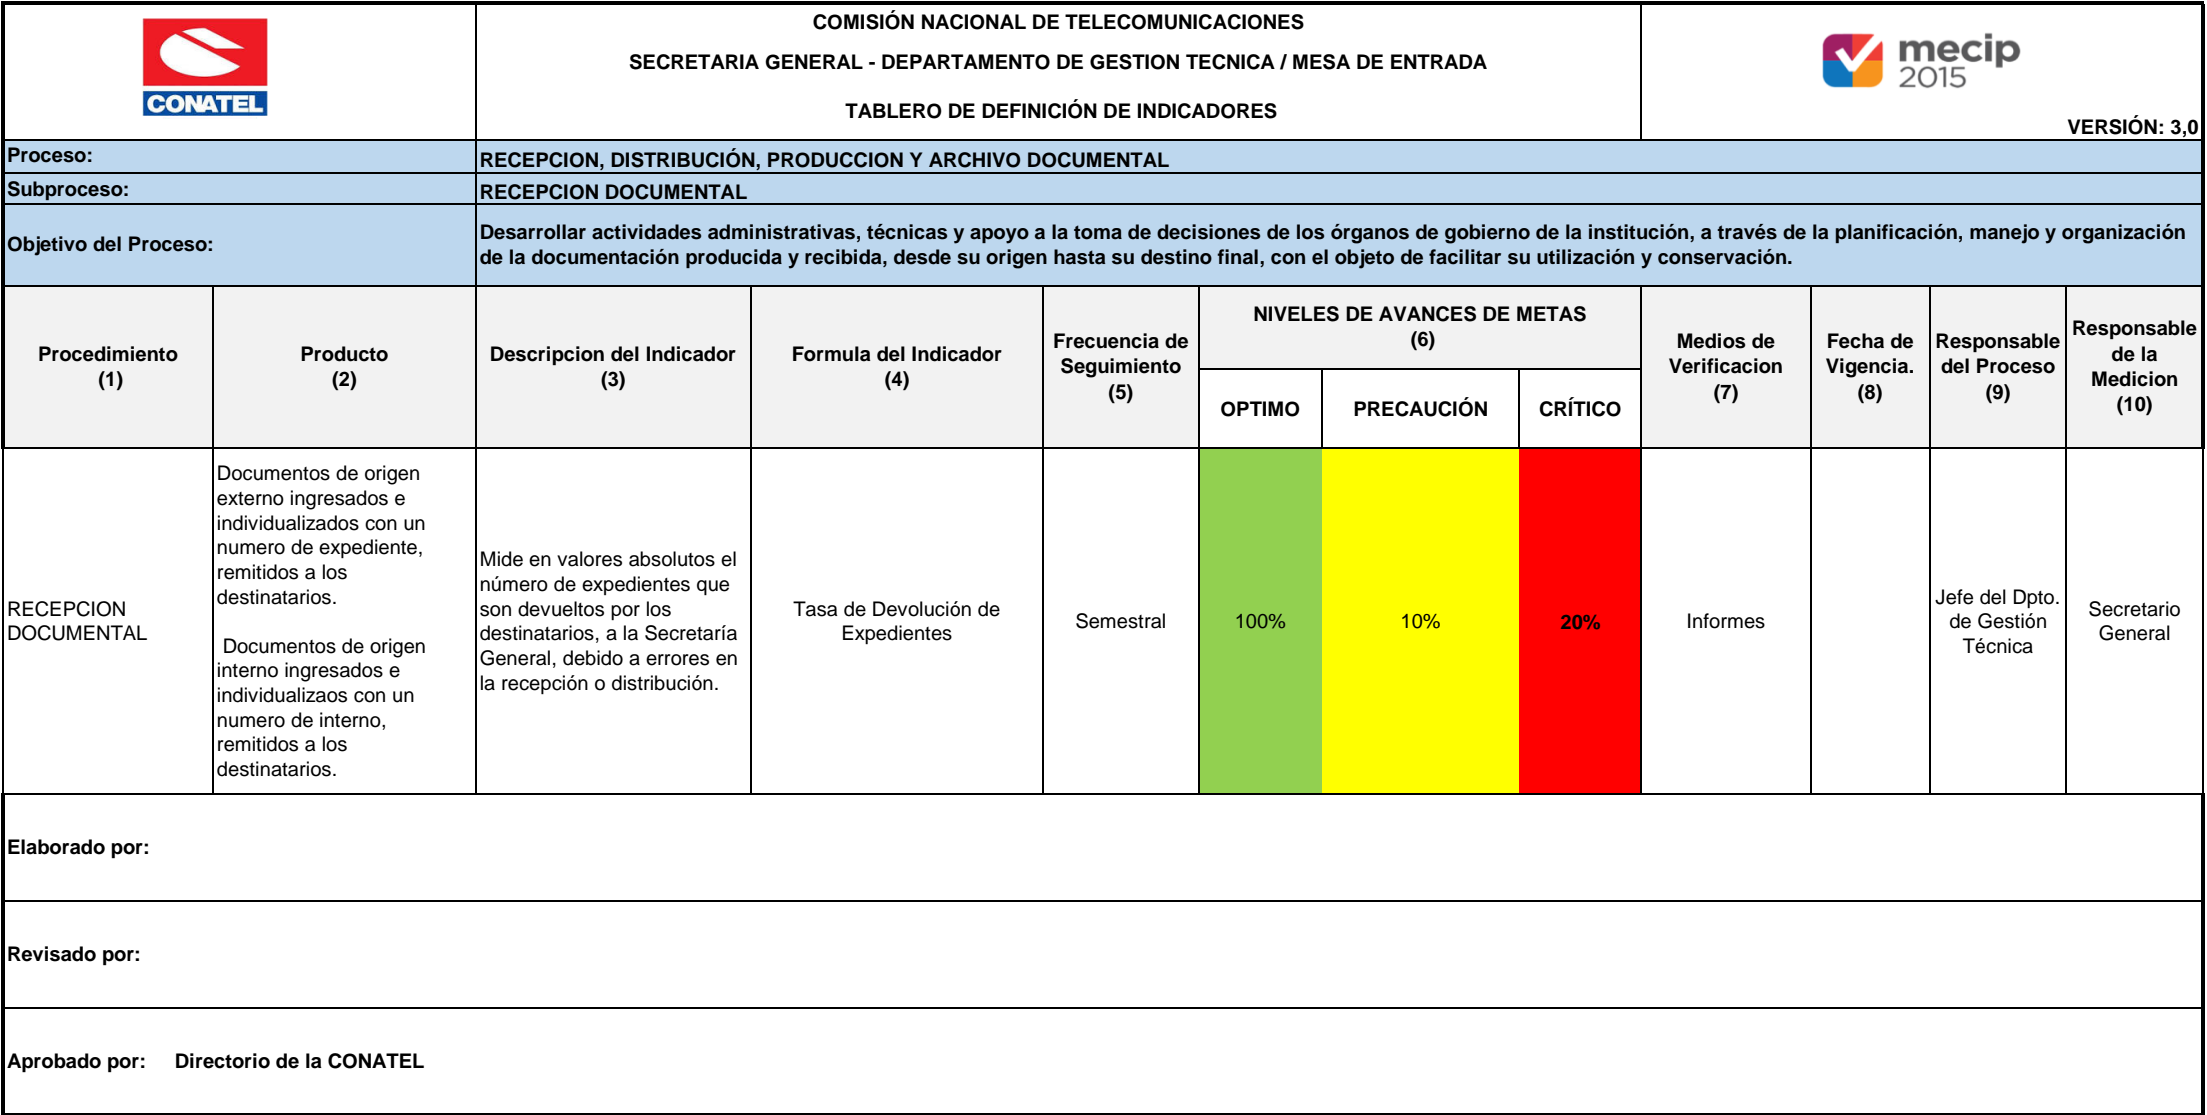 CONATEL
COMISIÓN NACIONAL DE TELECOMUNICACIONES
SECRETARIA GENERAL - DEPARTAMENTO DE GESTION TECNICA / MESA DE ENTRADA
TABLERO DE DEFINICIÓN DE INDICADORES
mecip
2015
VERSIÓN: 3,0
Proceso:
RECEPCION, DISTRIBUCIÓN, PRODUCCION Y ARCHIVO DOCUMENTAL
Subproceso:
RECEPCION DOCUMENTAL
Objetivo del Proceso:
Desarrollar actividades administrativas, técnicas y apoyo a la toma de decisiones de los órganos de gobierno de la institución, a través de la planificación, manejo y organización
de la documentación producida y recibida, desde su origen hasta su destino final, con el objeto de facilitar su utilización y conservación.
Procedimiento
(1)
Producto
(2)
Descripcion del Indicador
(3)
Formula del Indicador
(4)
Frecuencia de
Seguimiento
(5)
NIVELES DE AVANCES DE METAS
(6)
OPTIMO
PRECAUCIÓN
CRÍTICO
Medios de
Verificacion
(7)
Fecha de
Vigencia.
(8)
Responsable
del Proceso
(9)
Responsable
de la
Medicion
(10)
RECEPCION
DOCUMENTAL
Documentos de origen
externo ingresados e
individualizados con un
numero de expediente,
remitidos a los
destinatarios.
Documentos de origen
interno ingresados e
individualizaos con un
numero de interno,
remitidos a los
destinatarios.
Mide en valores absolutos el
número de expedientes que
son devueltos por los
destinatarios, a la Secretaría
General, debido a errores en
la recepción o distribución.
Tasa de Devolución de
Expedientes
Semestral
100%
10%
20%
Informes
Jefe del Dpto.
de Gestión
Técnica
Secretario
General
Elaborado por:
Revisado por:
Aprobado por: Directorio de la CONATEL